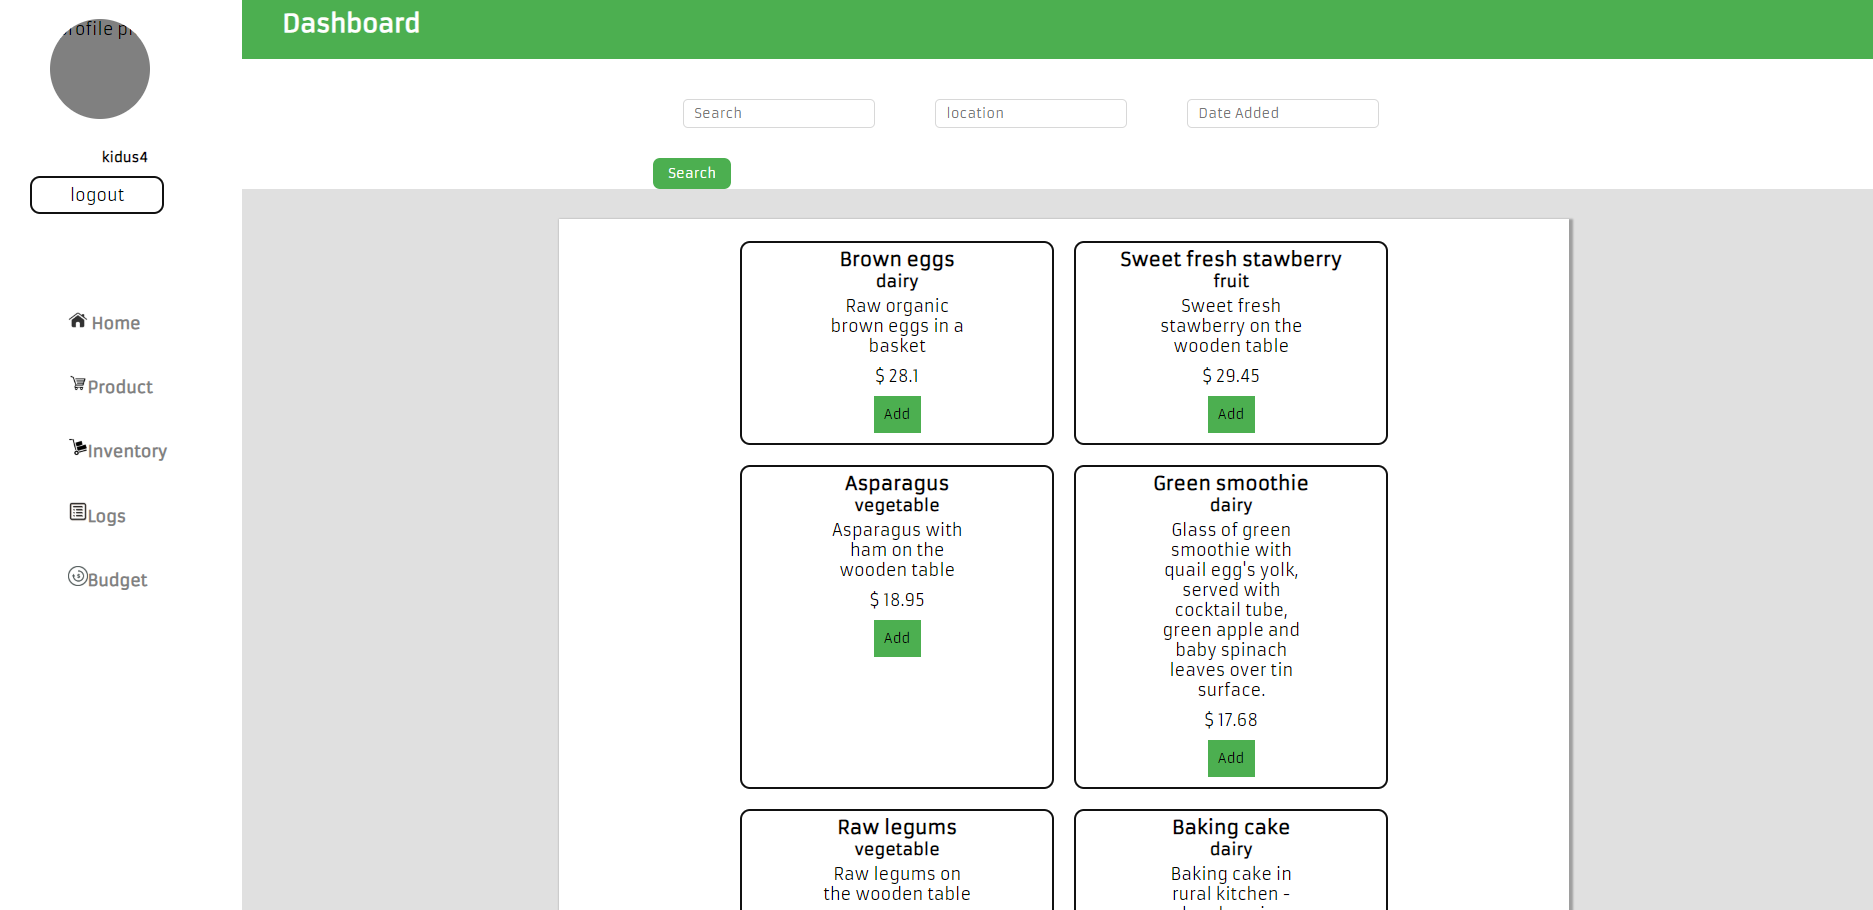 Dashboard
rofile p
kidus4
logout
Home
Product
Inventory
Logs
Budget
Search
location
Date Added
Search
Brown eggs
dairy
Raw organic
brown eggs in a
basket
$ 28.1
Add
Sweet fresh stawberry
fruit
Sweet fresh
stawberry on the
wooden table
$ 29.45
Add
Asparagus
vegetable
Asparagus with
ham on the
wooden table
$ 18.95
Add
Green smoothie
dairy
Glass of green
smoothie with
quail egg's yolk,
served with
cocktail tube,
green apple and
baby spinach
leaves over tin
surface.
$ 17.68
Add
Raw legums
vegetable
Raw legums on
the wooden table
Baking cake
dairy
Baking cake in
rural kitchen -